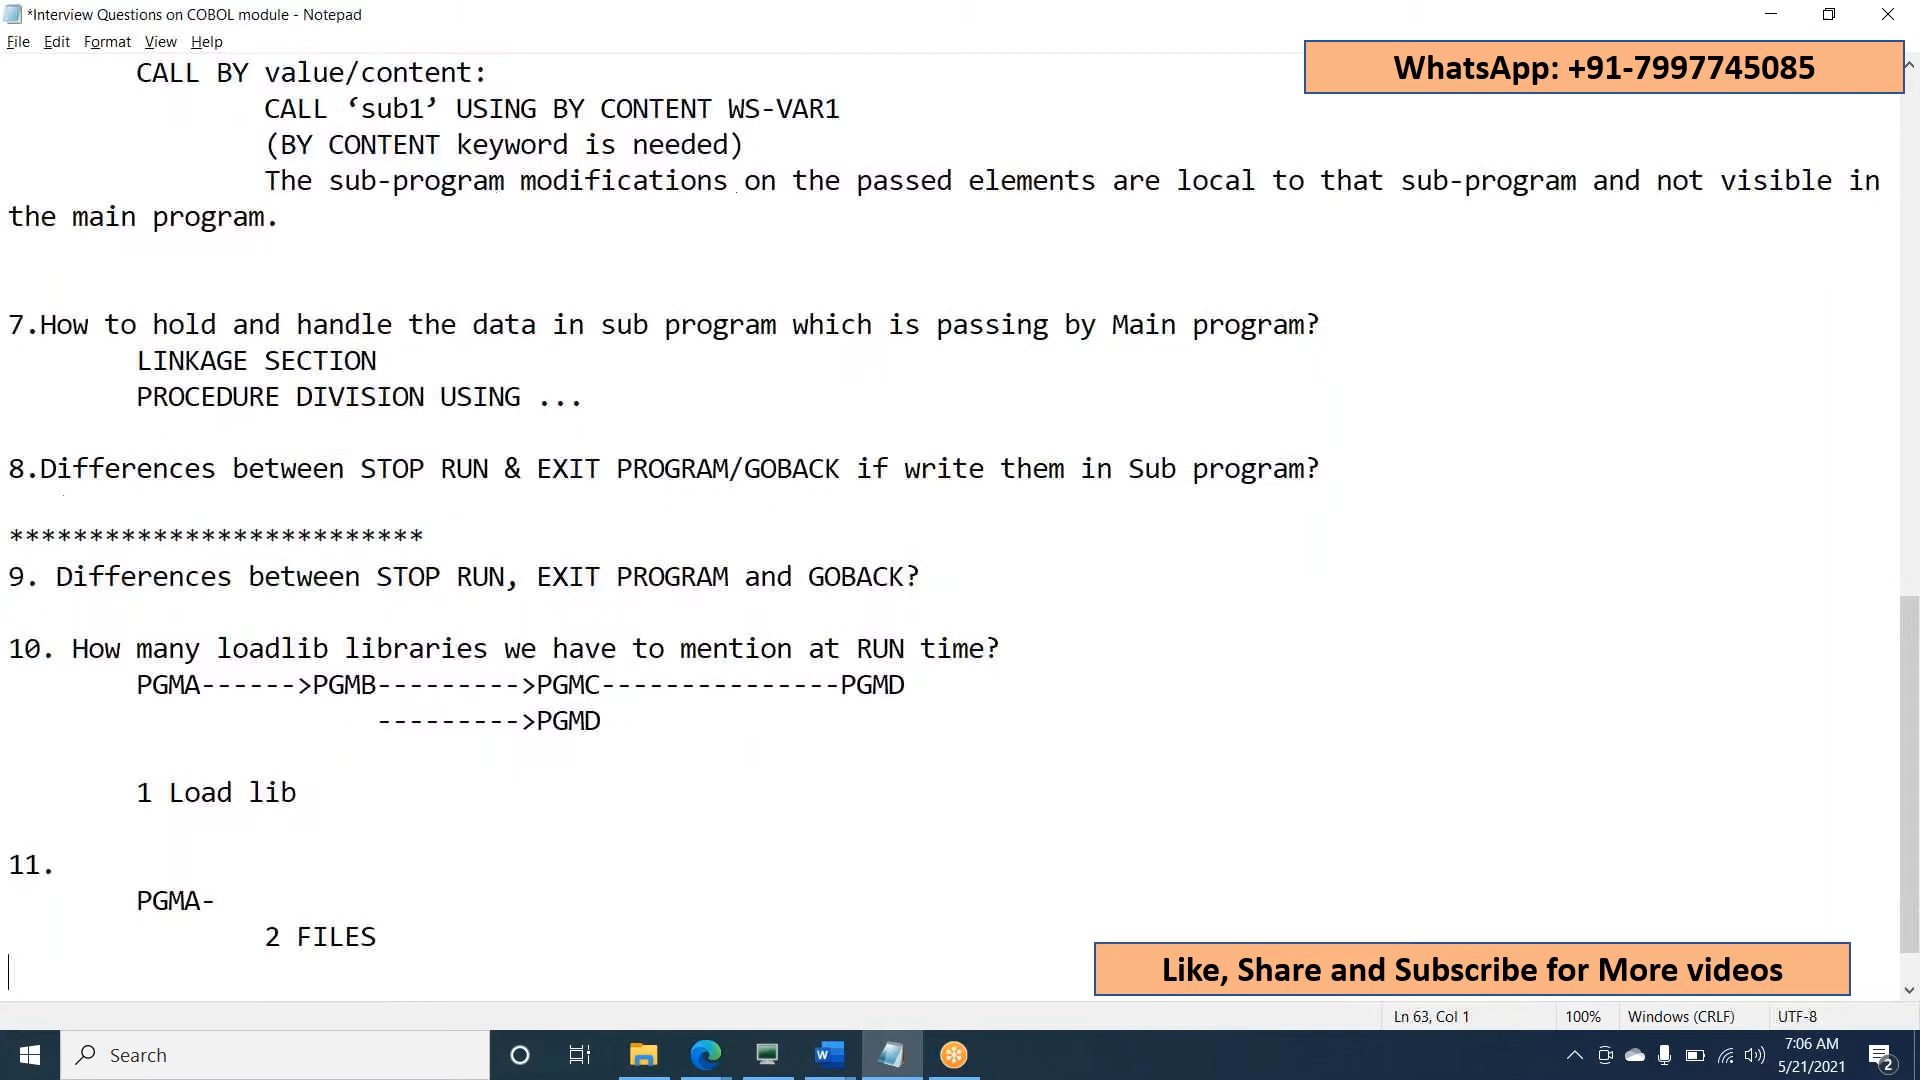 *Interview Questions on COBOL module - Notepad
File Edit Format View Help
WhatsApp: +91-7997745085
CALL BY value/content:
CALL ‘sub1’ USING BY CONTENT WS-VAR1
(BY CONTENT keyword is needed)
The sub-program modifications on the passed elements are local to that sub-program and not visible in
the main program.
7.How to hold and handle the data in sub program which is passing by Main program?
LINKAGE SECTION
PROCEDURE DIVISION USING ...
8.Differences between STOP RUN & EXIT PROGRAM/GOBACK if write them in Sub program?
**************************
9. Differences between STOP RUN, EXIT PROGRAM and GOBACK?
10. How many loadlib libraries we have to mention at RUN time?
PGMA------>PGMB--------->PGMC---------------PGMD
--------->PGMD
1 Load lib
11.
PGMA-
2 FILES
Like, Share and Subscribe for More videos
Ln 63, Col 1 100% Windows (CRLF) UTF-8
Search
7:06 AM
5/21/2021
2